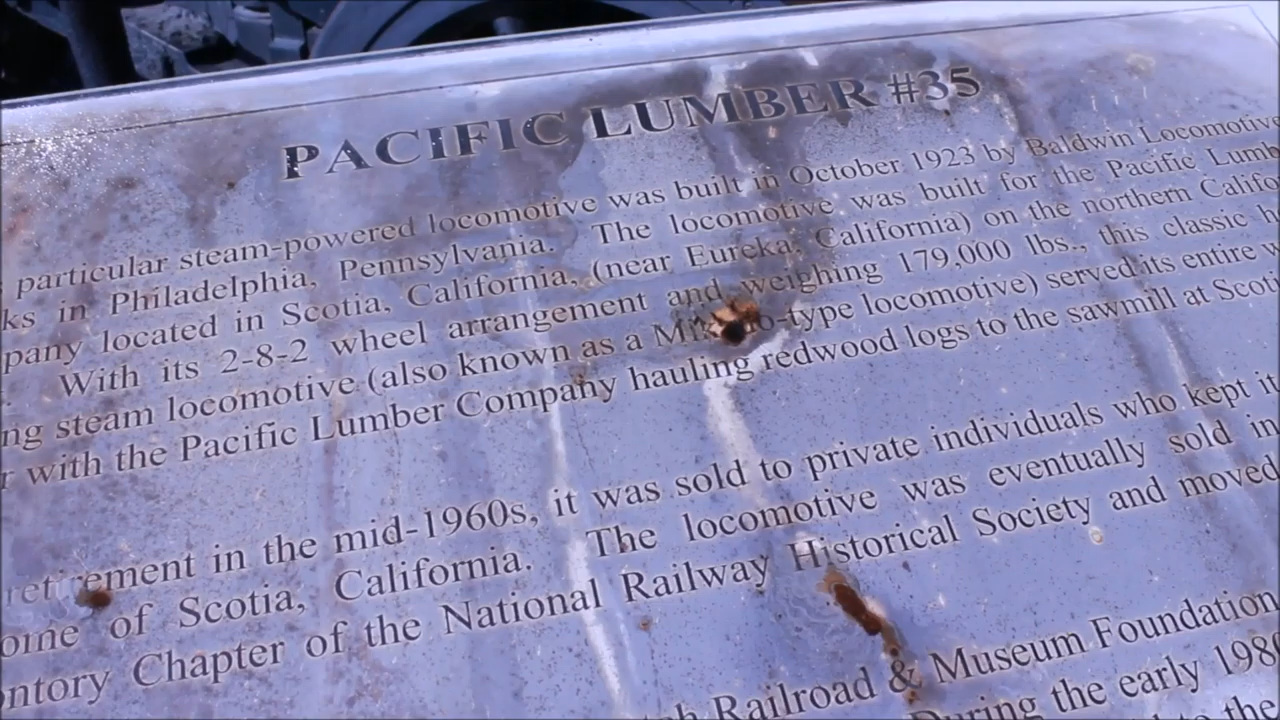 PACIFIC LUMBER #35
particular steam-powered locomotive was built in October 1923 by Baldwin Locomotive
ks in Philadelphia, Pennsylvania. The locomotive was built for the Pacific Lumb
pany located in Scotia, California, (near Eureka, California) on the northern Califo
With its 2-8-2 wheel arrangement and weighing 179,000 lbs., this classic h
ng steam locomotive (also known as a Mi o-type locomotive) served its entire w
r with the Pacific Lumber Company hauling redwood logs to the sawmill at Scoti
retirement in the mid-1960s, it was sold to private individuals who kept it
ome of Scotia, California. The locomotive was eventually sold in
ontory Chapter of the National Railway Historical Society and moved
ah Railroad & Museum Foundation
During the early 198
to the